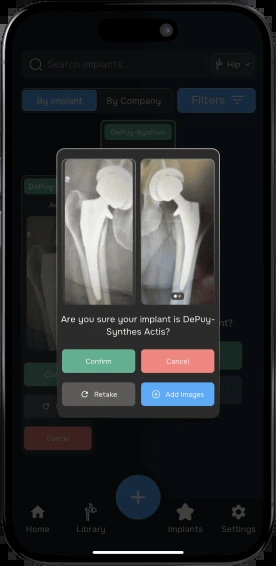 Search implants...
Hip
By Implant
By Company
Filters
DePuy-Synthes
Are you sure your implant is DePuy-
Synthes Actis?
Confirm
Cancel
Retake
Add Images
Cancel
Home
Library
Implants
Settings